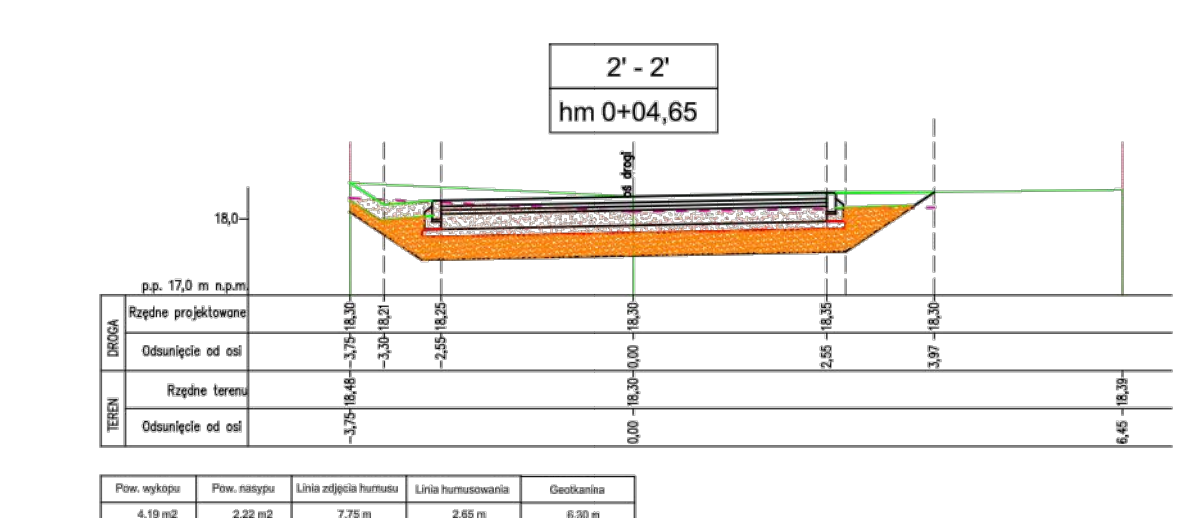 2' - 2'
hm 0+04,65
oś drogi
18,0
p.p. 17,0 m n.p.m.
DROGA
Rzędne projektowane
18,30 18,21 18,25 18,30 18,35 18,30
Odsunięcie od osi
-3,75 -3,30 -2,55 0,00 2,55 3,97
TEREN
Rzędne terenu
18,48 18,30 18,39
Odsunięcie od osi
-3,75 0,00 6,45
Pow. wykopu Pow. nasypu Linia zdjęcia humusu Linia humusowania Geotkanina
4,19 m2 2,22 m2 7,75 m 2,65 m 6,30 m